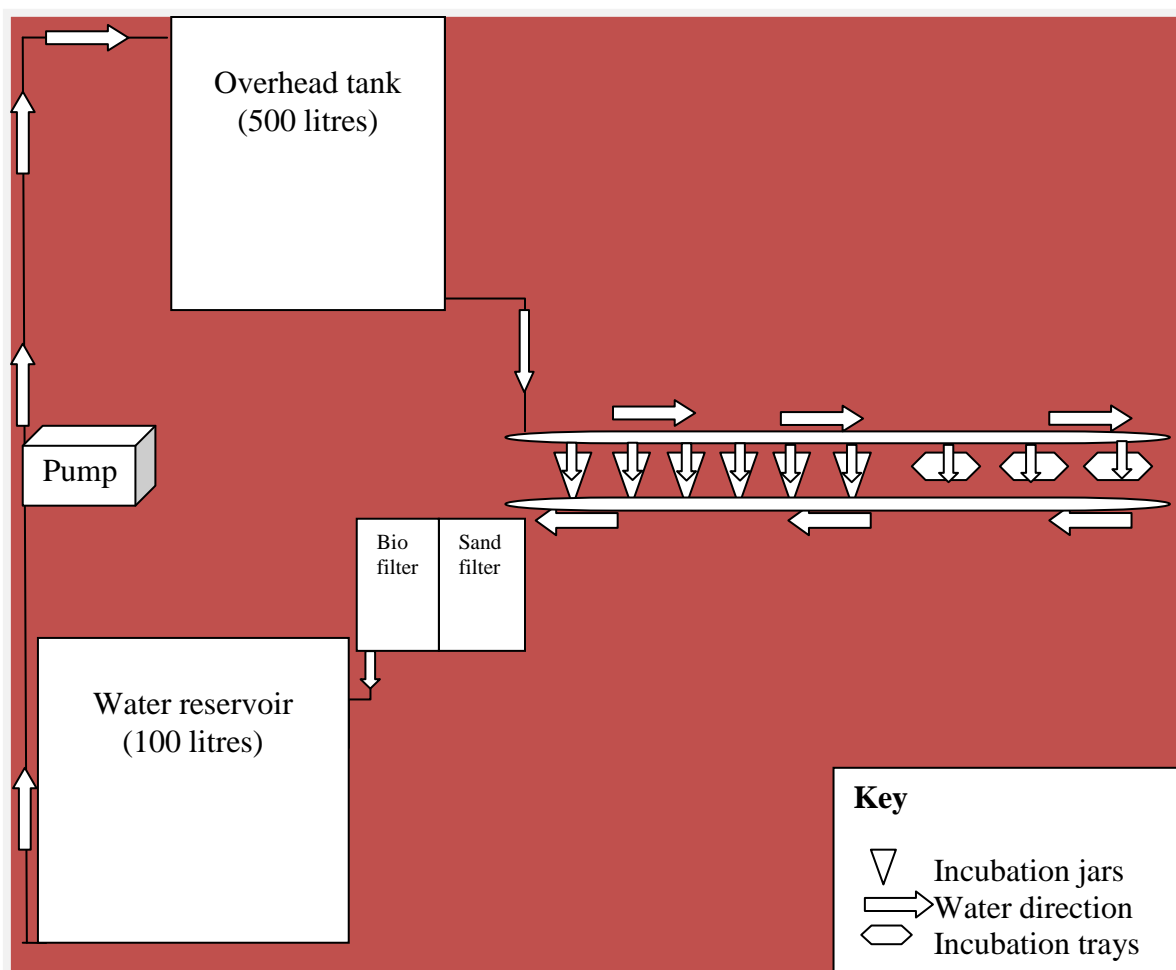 Overhead tank
(500 litres)
Pump
Bio
filter
Sand
filter
Water reservoir
(100 litres)
Key
Incubation jars
Water direction
Incubation trays